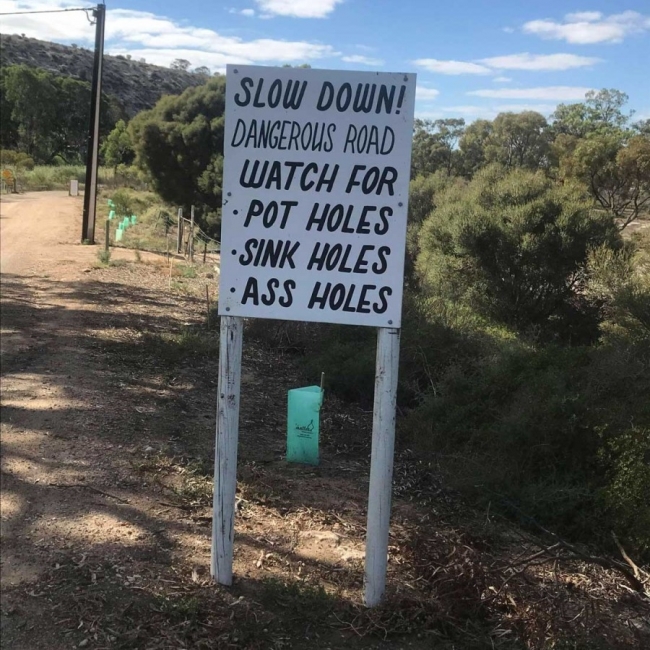 SLOW DOWN!
DANGEROUS ROAD
WATCH FOR
• POT HOLES
• SINK HOLES
• ASS HOLES